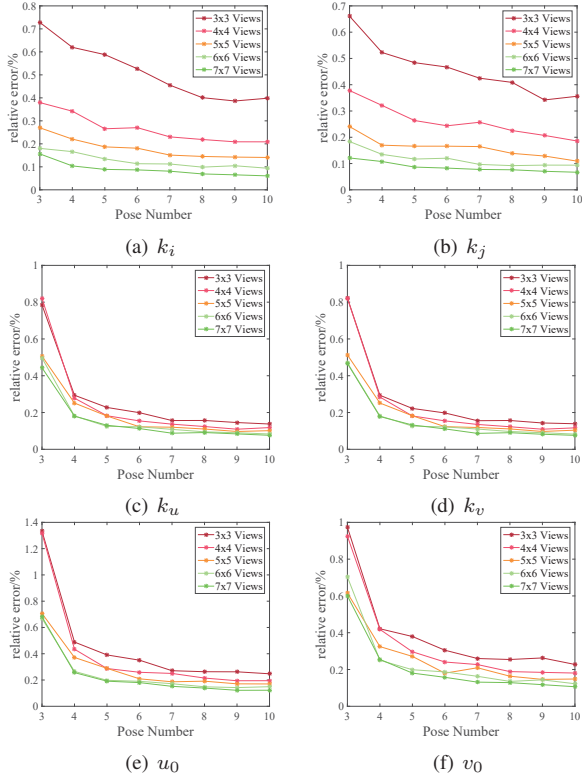 0.8
0.7
0.6
0.5
0.4
0.3
0.2
0.1
0
relative error/%
3x3 Views
4x4 Views
5x5 Views
6x6 Views
7x7 Views
3 4 5 6 7 8 9 10
Pose Number
(a) k_i
0.7
0.6
0.5
0.4
0.3
0.2
0.1
0
relative error/%
3x3 Views
4x4 Views
5x5 Views
6x6 Views
7x7 Views
3 4 5 6 7 8 9 10
Pose Number
(b) k_j
1
0.8
0.6
0.4
0.2
0
relative error/%
3x3 Views
4x4 Views
5x5 Views
6x6 Views
7x7 Views
3 4 5 6 7 8 9 10
Pose Number
(c) k_u
1
0.8
0.6
0.4
0.2
0
relative error/%
3x3 Views
4x4 Views
5x5 Views
6x6 Views
7x7 Views
3 4 5 6 7 8 9 10
Pose Number
(d) k_v
1.4
1.2
1
0.8
0.6
0.4
0.2
0
relative error/%
3x3 Views
4x4 Views
5x5 Views
6x6 Views
7x7 Views
3 4 5 6 7 8 9 10
Pose Number
(e) u_0
1
0.8
0.6
0.4
0.2
0
relative error/%
3x3 Views
4x4 Views
5x5 Views
6x6 Views
7x7 Views
3 4 5 6 7 8 9 10
Pose Number
(f) v_0